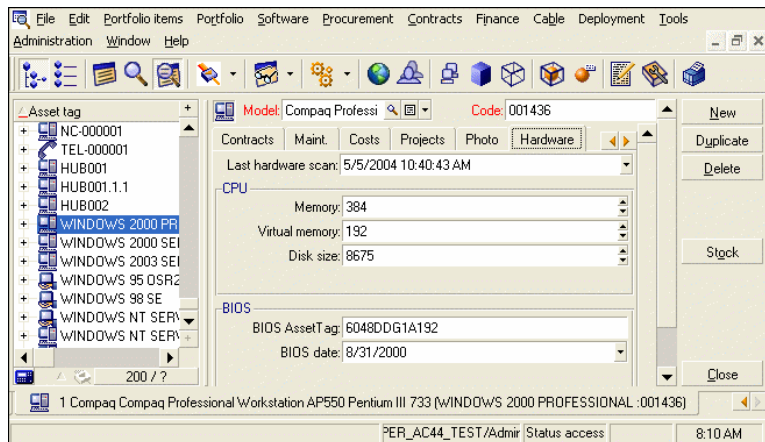 File Edit Portfolio items Portfolio Software Procurement Contracts Finance Cable Deployment Tools
Administration Window Help
Asset tag
NC-000001
TEL-000001
HUB001
HUB001.1.1
HUB002
WINDOWS 2000 PR
WINDOWS 2000 SE
WINDOWS 2003 SE
WINDOWS 95 OSR2
WINDOWS 98 SE
WINDOWS NT SERV
WINDOWS NT SERV
200 / ?
Model: Compaq Professi Code: 001436
Contracts Maint. Costs Projects Photo Hardware
Last hardware scan: 5/5/2004 10:40:43 AM
CPU
Memory: 384
Virtual memory: 192
Disk size: 8675
BIOS
BIOS AssetTag: 6048DDG1A192
BIOS date: 8/31/2000
New
Duplicate
Delete
Stock
Close
1 Compaq Compaq Professional Workstation AP550 Pentium III 733 (WINDOWS 2000 PROFESSIONAL :001436)
PER_AC44_TEST/Admir Status access 8:10 AM